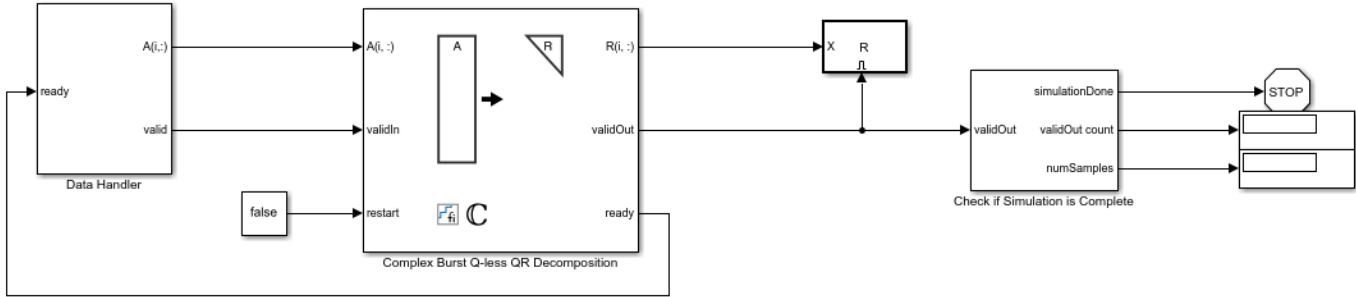 A(i,:)
ready
valid
Data Handler
false
A(i, :)
A
R
R(i, :)
validIn
validOut
restart
fi ℂ
ready
Complex Burst Q-less QR Decomposition
X R
validOut
simulationDone
validOut count
numSamples
Check if Simulation is Complete
STOP